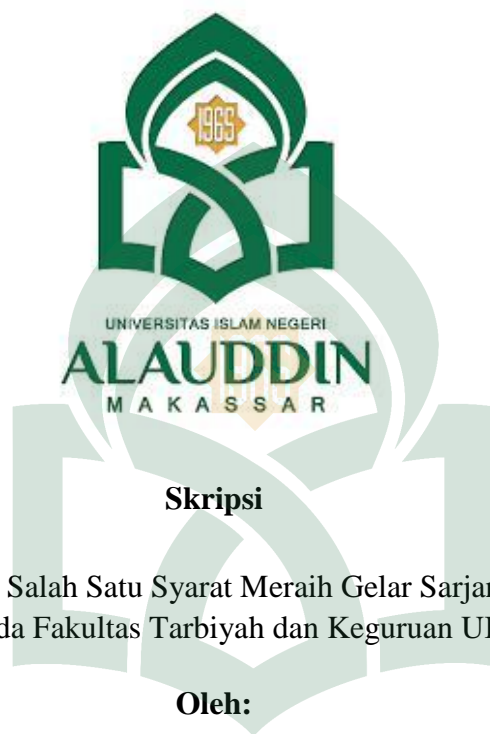 1965
UNIVERSITAS ISLAM NEGERI
ALAUDDIN
MAKASSAR
Skripsi
Salah Satu Syarat Meraih Gelar
Fakultas Tarbiyah dan Keguruan
Oleh: